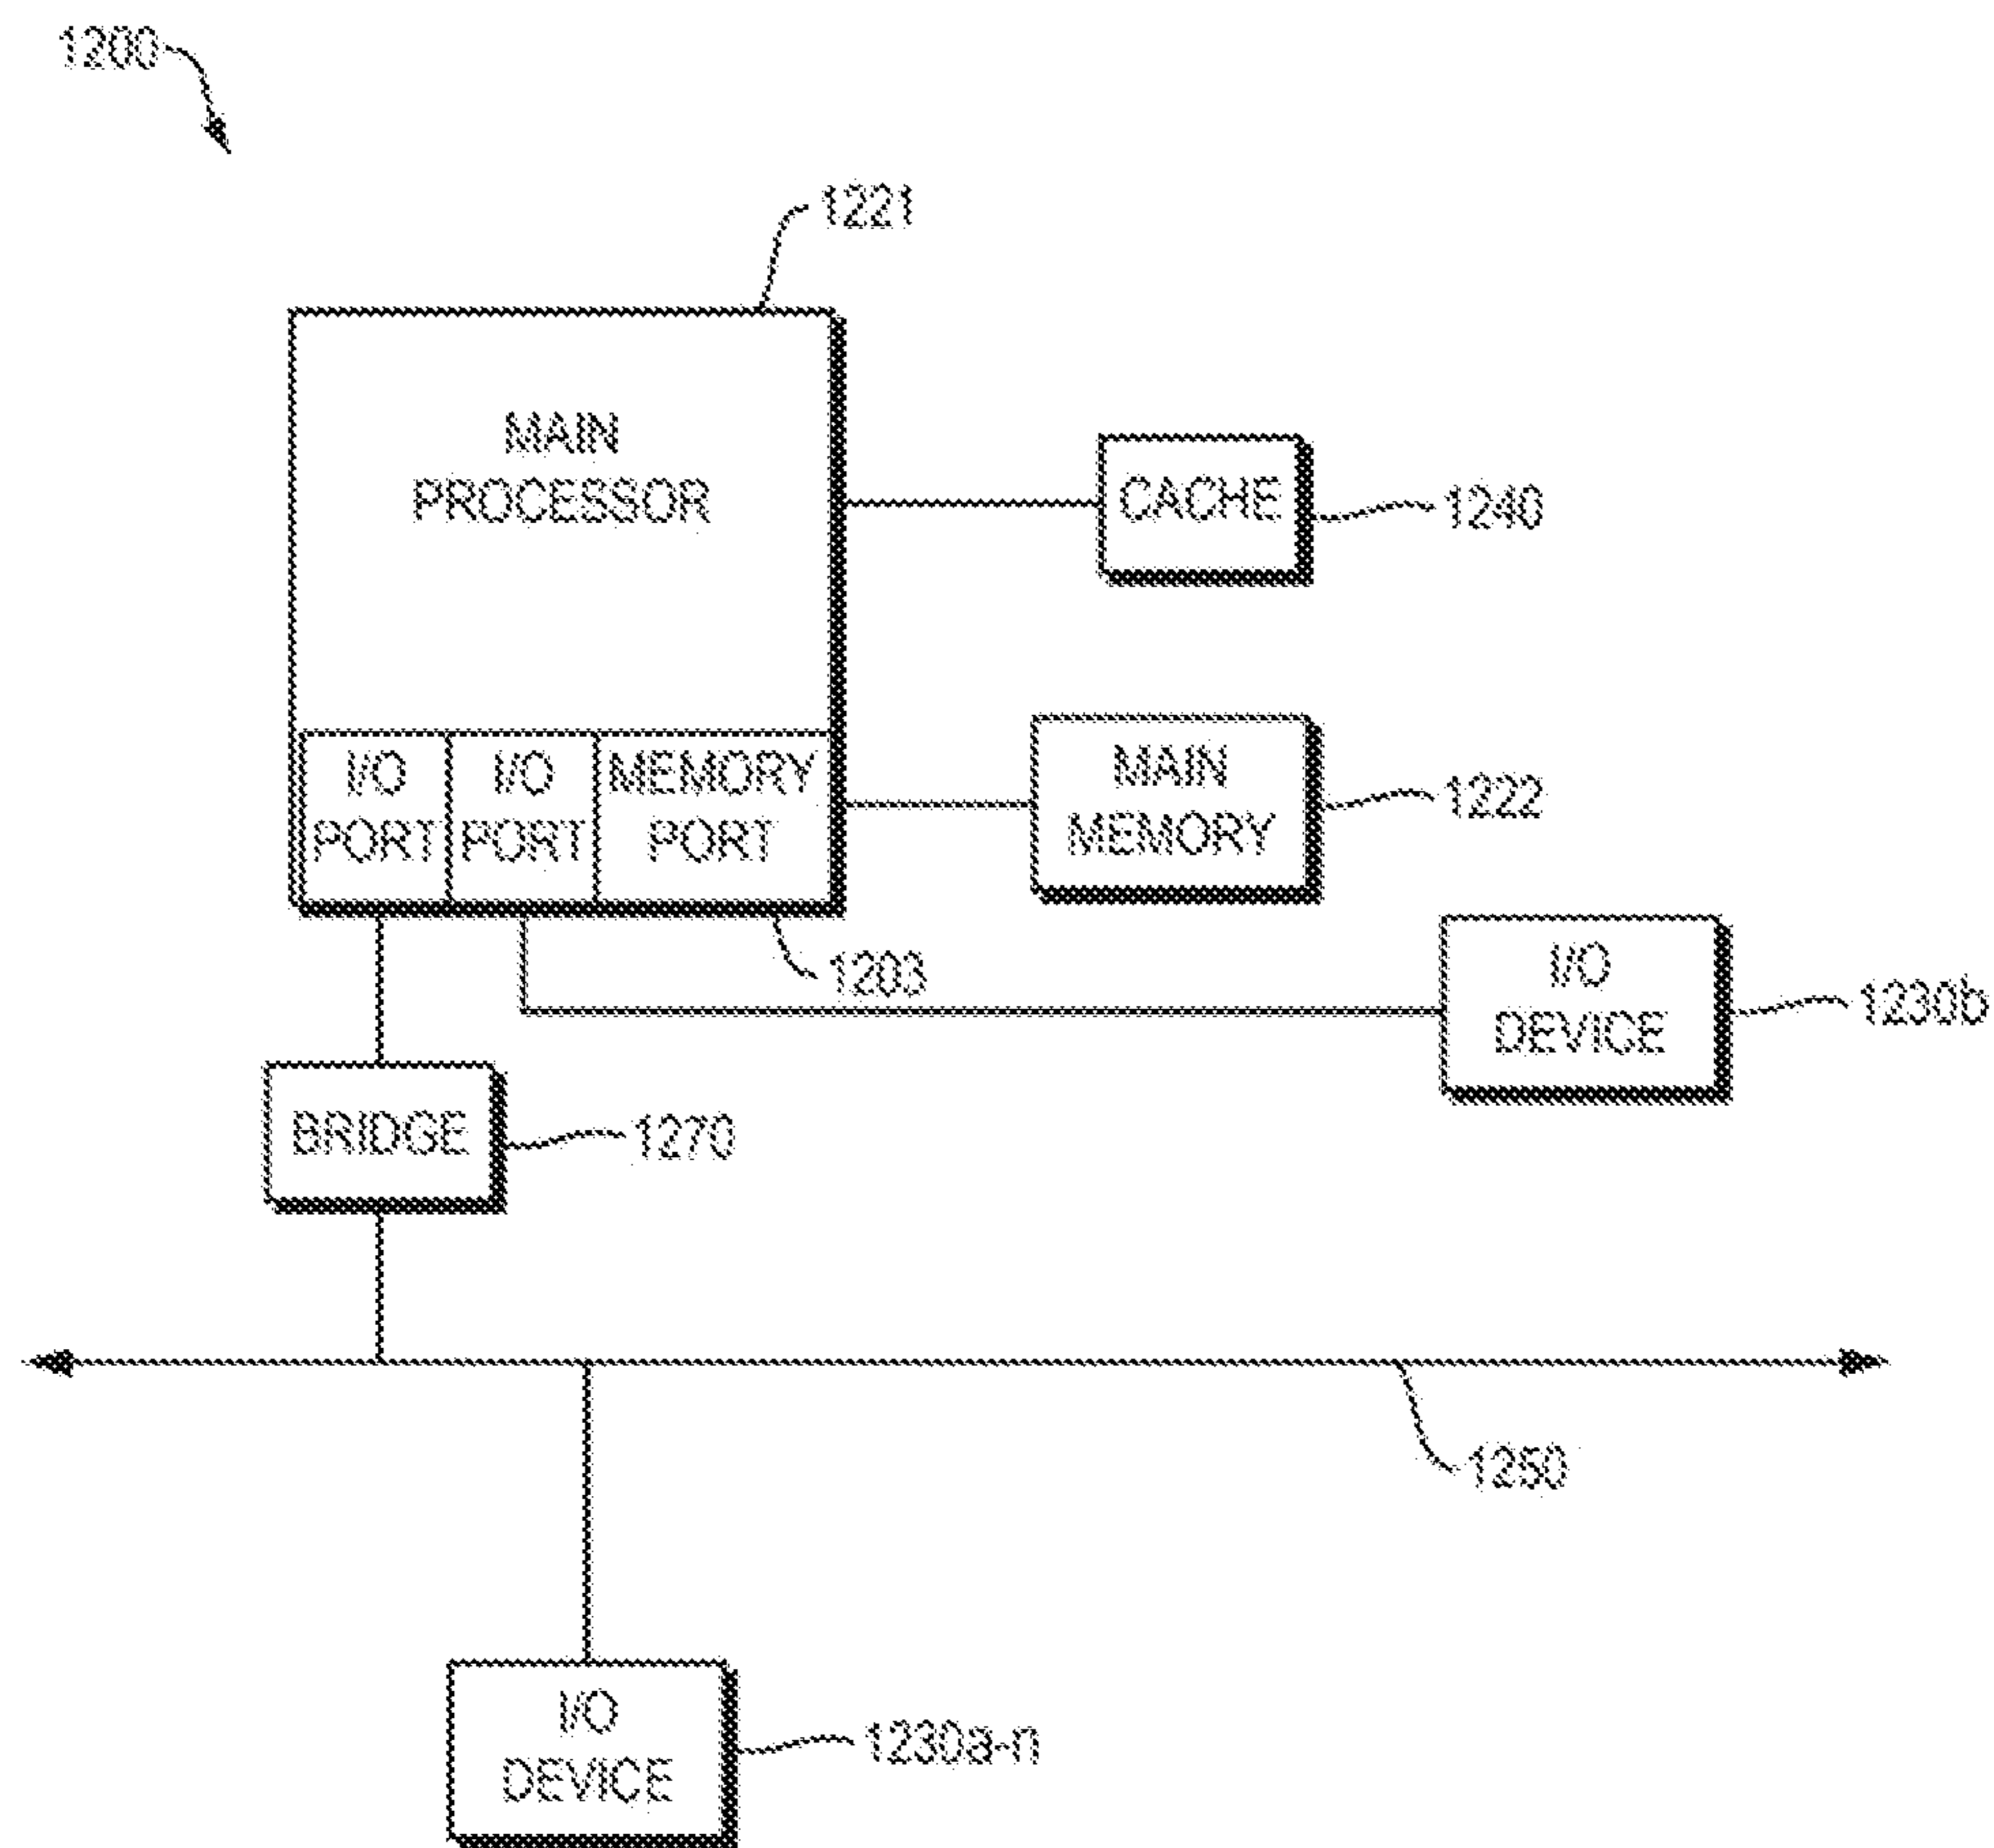 1200
1221
MAIN
PROCESSOR
CACHE
1240
I/O
PORT
I/O
PORT
MEMORY
PORT
MAIN
MEMORY
1222
1203
I/O
DEVICE
1230b
BRIDGE
1270
1250
I/O
DEVICE
1230a-n